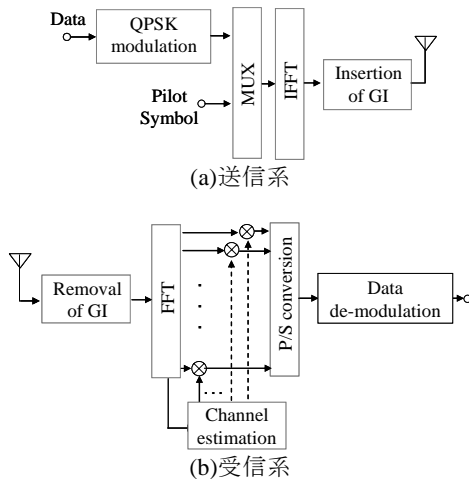 Data
QPSK
modulation
Pilot
Symbol
MUX
IFFT
Insertion
of GI
(a)送信系
Removal
of GI
FFT
P/S conversion
Data
de-modulation
Channel
estimation
(b)受信系